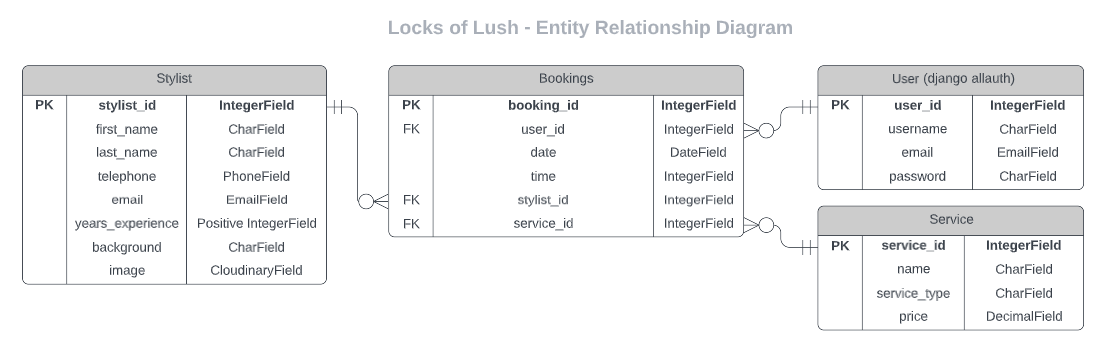 Locks of Lush - Entity Relationship Diagram
Stylist
PK stylist_id IntegerField
first_name CharField
last_name CharField
telephone PhoneField
email EmailField
years_experience Positive IntegerField
background CharField
image CloudinaryField
Bookings
PK booking_id IntegerField
FK user_id IntegerField
date DateField
time IntegerField
FK stylist_id IntegerField
FK service_id IntegerField
User (django allauth)
PK user_id IntegerField
username CharField
email EmailField
password CharField
Service
PK service_id IntegerField
name CharField
service_type CharField
price DecimalField